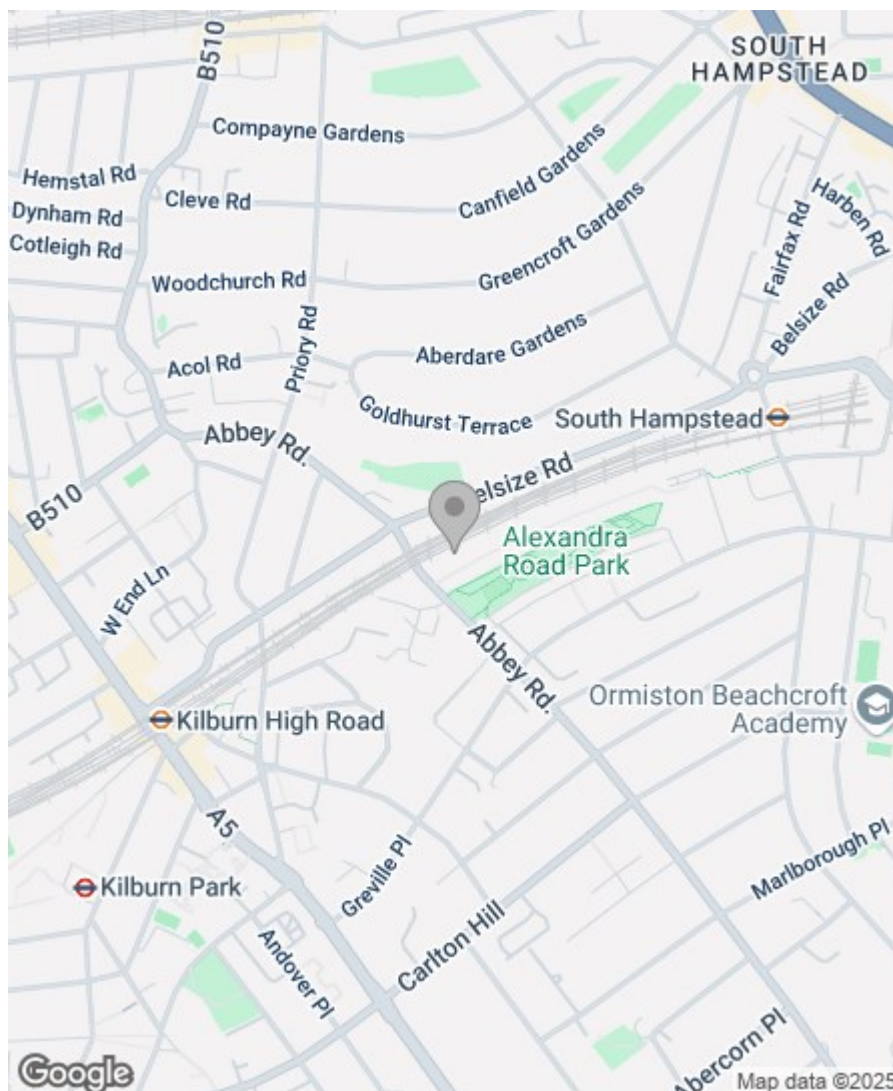 SOUTH
HAMPSTEAD
B510
Compayne Gardens
Hemstal Rd
Dynham Rd
Cotleigh Rd
Cleve Rd
Canfield Gardens
Harben Rd
Fairfax Rd
Greencroft Gardens
Woodchurch Rd
Belsize Rd
Priory Rd
Aberdare Gardens
Acol Rd
Goldhurst Terrace
South Hampstead
Abbey Rd.
elsize Rd
B510
Alexandra
Road Park
W End Ln
Abbey Rd.
Ormiston Beachcroft
Academy
Kilburn High Road
A5
Greville Pl
Marlborough Pl
Kilburn Park
Carlton Hill
Andover Pl
Abercorn Pl
Google
Map data ©2025